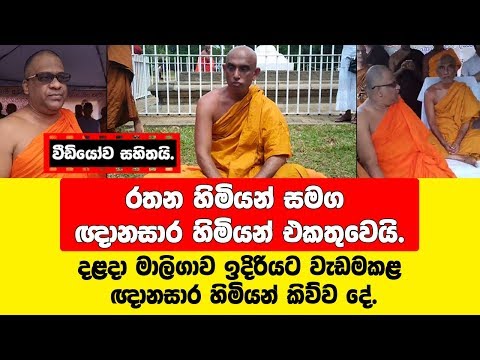 වීඩියෝව සහිතයි.
රතන හිමියන් සමග
ඥානසාර හිමියන් එකතුවෙයි.
දළදා මාලිගාව ඉදිරියට වැඩමකළ
ඥානසාර හිමියන් කිව්ව දේ.